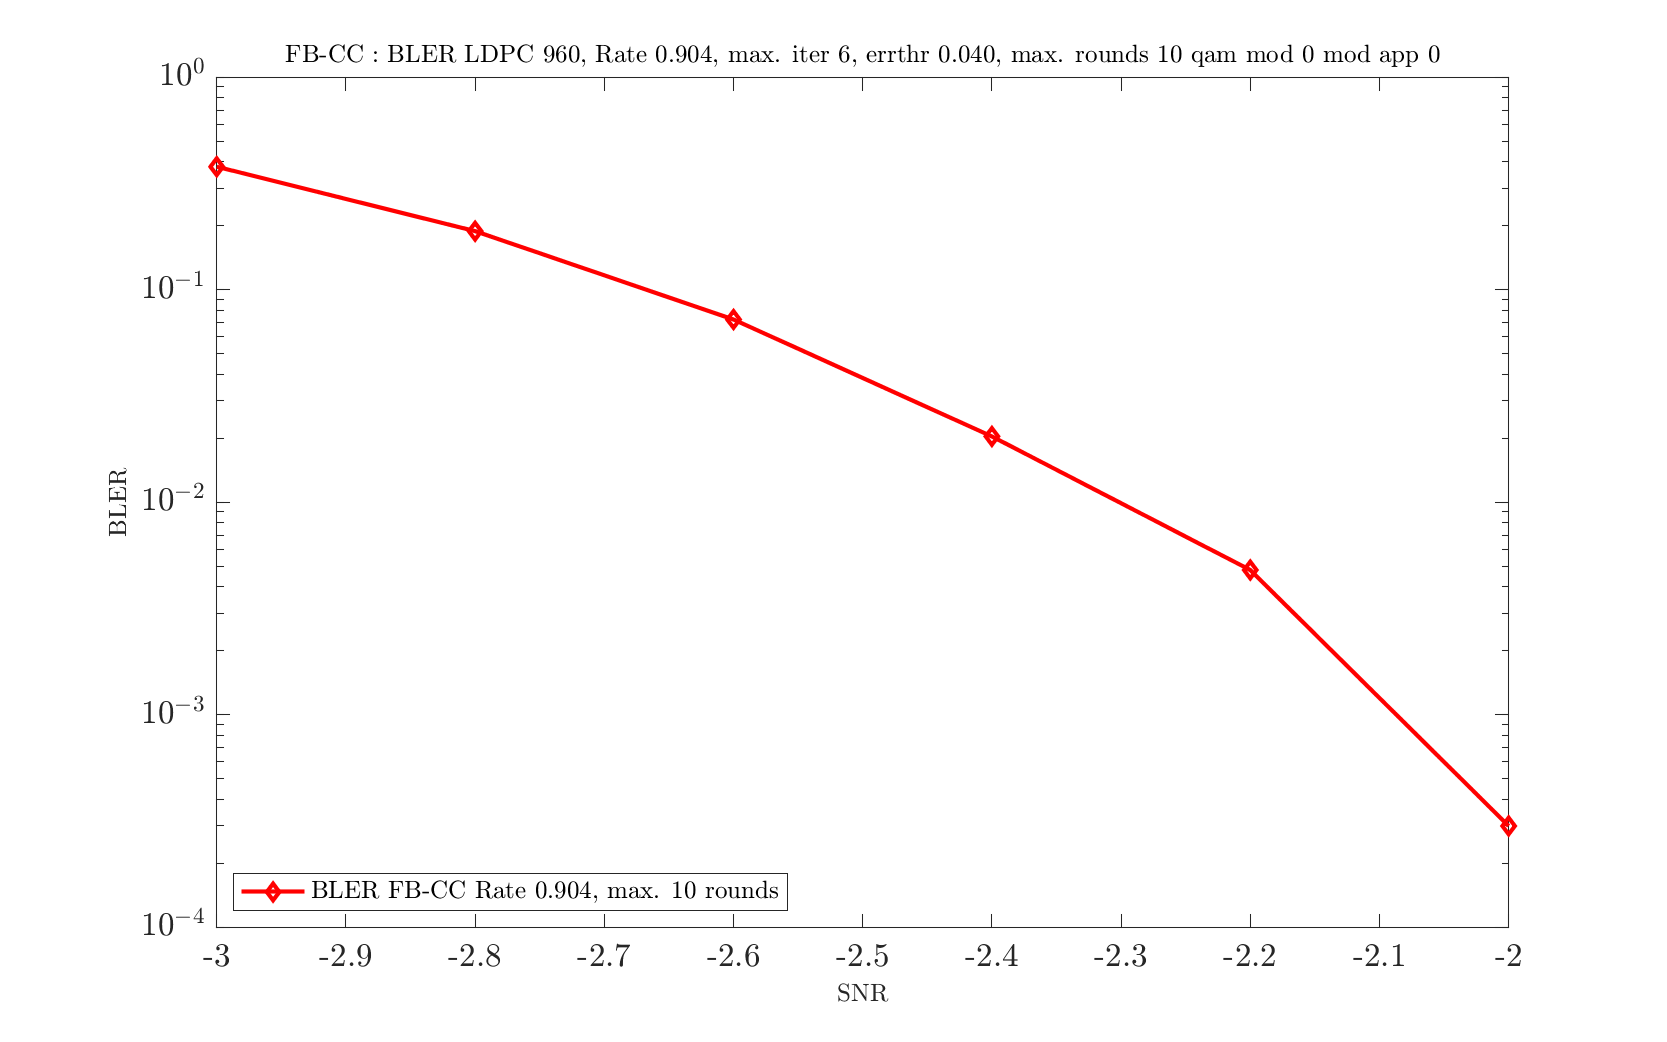 FB-CC : BLER LDPC 960, Rate 0.904, max. iter 6, errthr 0.040, max. rounds 10 qam mod 0 mod app 0
10⁰
10⁻¹
10⁻²
10⁻³
10⁻⁴
BLER
BLER FB-CC Rate 0.904, max. 10 rounds
-3 -2.9 -2.8 -2.7 -2.6 -2.5 -2.4 -2.3 -2.2 -2.1 -2
SNR